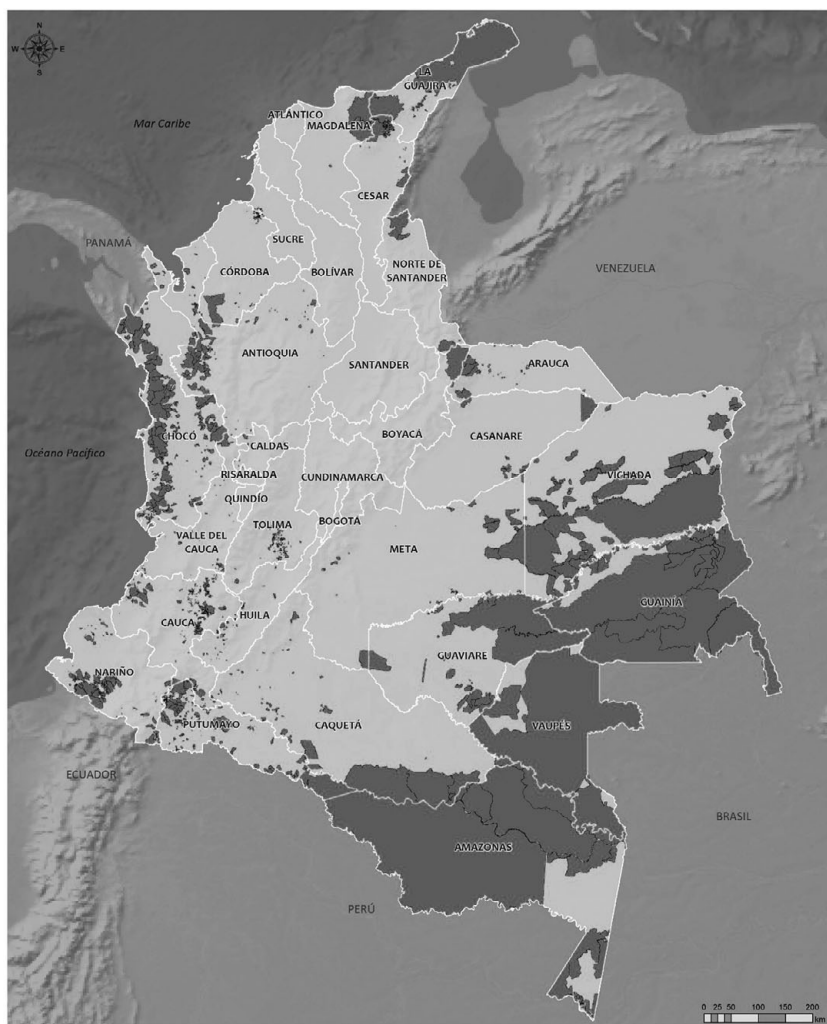 N
W E
S
Mar Caribe
LA
GUAJIRA
ATLÁNTICO
MAGDALENA
CESAR
PANAMÁ
SUCRE
CÓRDOBA
BOLÍVAR
NORTE DE
SANTANDER
VENEZUELA
ANTIOQUIA
SANTANDER
ARAUCA
Océano Pacífico
CHOCÓ
CALDAS
BOYACÁ
CASANARE
RISARALDA
CUNDINAMARCA
VICHADA
QUINDÍO
TOLIMA
BOGOTÁ
VALLE DEL
CAUCA
META
GUAINÍA
CAUCA
HUILA
GUAVIARE
NARIÑO
PUTUMAYO
CAQUETÁ
VAUPÉS
ECUADOR
BRASIL
AMAZONAS
PERÚ
0 25 50 100 150 200
km